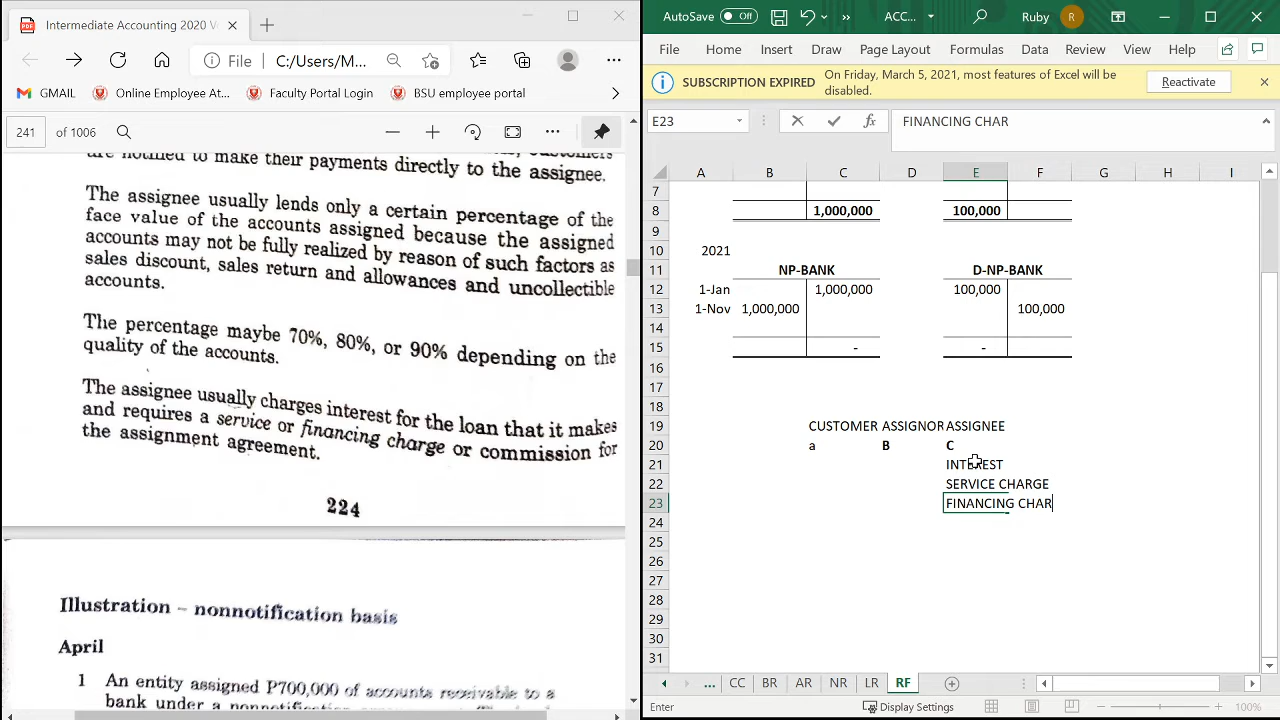 Intermediate Accounting 2020 V
File
C:/Users/M...
GMAIL
Online Employee At...
Faculty Portal Login
BSU employee portal
241
of 1006
are notified to make their payments directly to the assignee.
The assignee usually lends only a certain percentage of the
face value of the accounts assigned because the assigned
accounts may not be fully realized by reason of such factors as
sales discount, sales return and allowances and uncollectible
accounts.
The percentage maybe 70%, 80%, or 90% depending on the
quality of the accounts.
The assignee usually charges interest for the loan that it makes
and requires a service or financing charge or commission for
the assignment agreement.
224
Illustration – nonnotification basis
April
1 An entity assigned P700,000 of accounts receivable to a
bank under a nonnotification
AutoSave Off
ACC...
Ruby R
File Home Insert Draw Page Layout Formulas Data Review View Help
SUBSCRIPTION EXPIRED On Friday, March 5, 2021, most features of Excel will be
disabled.
Reactivate
E23
fx
FINANCING CHAR
A B C D E F G H I
7
8 1,000,000 100,000
9
10 2021
11 NP-BANK D-NP-BANK
12 1-Jan 1,000,000 100,000
13 1-Nov 1,000,000 100,000
14
15 - -
16
17
18
19 CUSTOMER ASSIGNOR ASSIGNEE
20 a B C
21 INTEREST
22 SERVICE CHARGE
23 FINANCING CHAR
24
25
26
27
28
29
30
31
... CC BR AR NR LR RF
Enter
Display Settings
100%